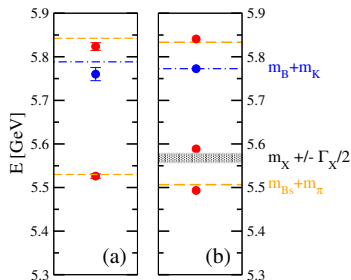 5.9
5.8
5.7
5.6
5.5
5.4
5.3
E [GeV]
(a)
5.9
5.8
5.7
5.6
5.5
5.4
5.3
(b)
m_B+m_K
m_X +/- Γ_X/2
m_Bs+m_π